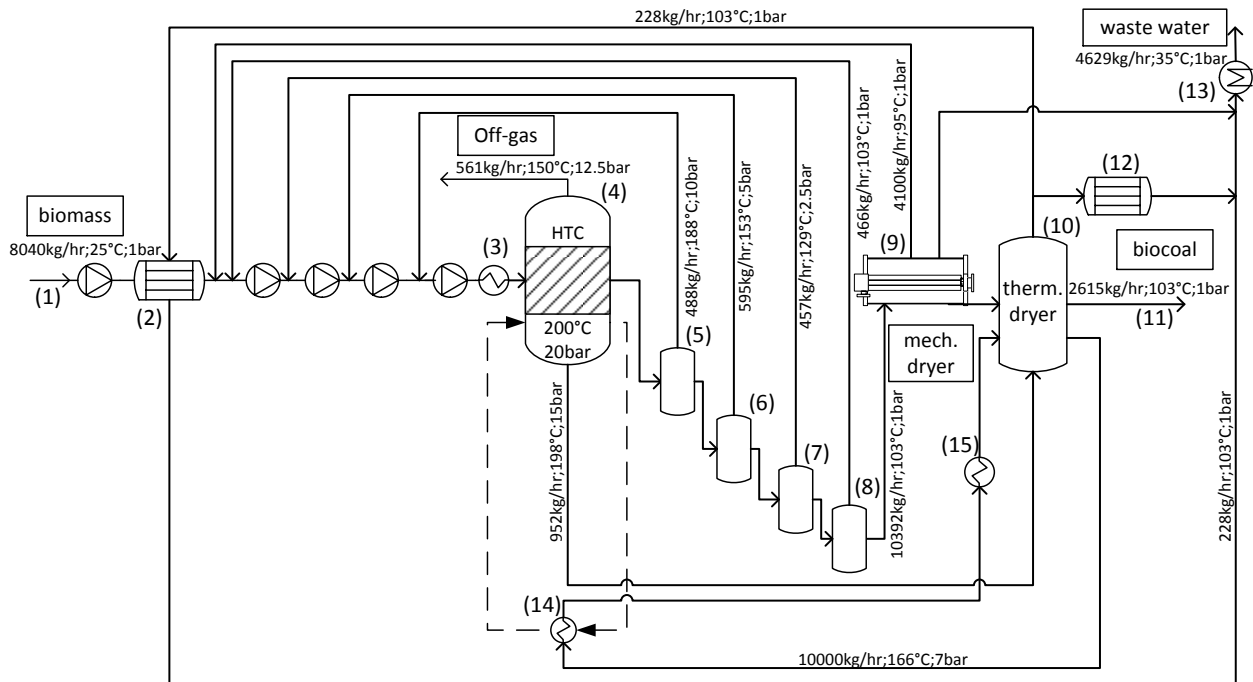 228kg/hr;103°C;1bar
waste water
4629kg/hr;35°C;1bar
(13)
Off-gas
561kg/hr;150°C;12.5bar
(4)
(12)
biomass
8040kg/hr;25°C;1bar
(1)
(2)
(3)
HTC
200°C
20bar
488kg/hr;188°C;10bar
595kg/hr;153°C;5bar
457kg/hr;129°C;2.5bar
466kg/hr;103°C;1bar
4100kg/hr;95°C;1bar
(9)
(10)
biocoal
2615kg/hr;103°C;1bar
(11)
therm.
dryer
mech.
dryer
(5)
(6)
(7)
(8)
(15)
952kg/hr;198°C;15bar
10392kg/hr;103°C;1bar
228kg/hr;103°C;1bar
(14)
10000kg/hr;166°C;7bar